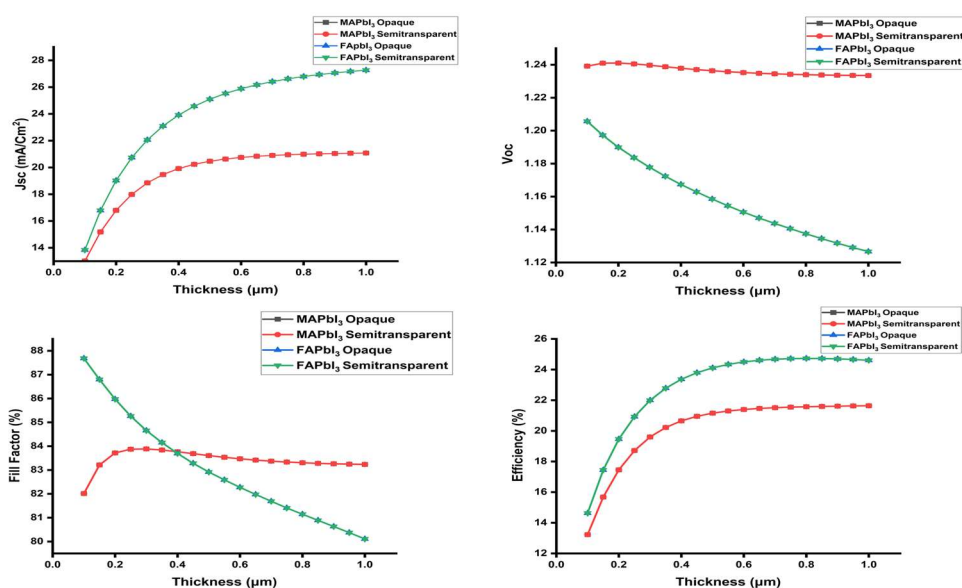 MAPbI₃ Opaque
MAPbI₃ Semitransparent
FAPbI₃ Opaque
FAPbI₃ Semitransparent
28
26
24
22
20
18
16
14
Jsc (mA/Cm²)
0.0 0.2 0.4 0.6 0.8 1.0
Thickness (µm)
MAPbI₃ Opaque
MAPbI₃ Semitransparent
FAPbI₃ Opaque
FAPbI₃ Semitransparent
1.24
1.22
1.20
1.18
1.16
1.14
1.12
Voc
0.0 0.2 0.4 0.6 0.8 1.0
Thickness (µm)
MAPbI₃ Opaque
MAPbI₃ Semitransparent
FAPbI₃ Opaque
FAPbI₃ Semitransparent
88
87
86
85
84
83
82
81
80
Fill Factor (%)
0.0 0.2 0.4 0.6 0.8 1.0
Thickness (µm)
MAPbI₃ Opaque
MAPbI₃ Semitransparent
FAPbI₃ Opaque
FAPbI₃ Semitransparent
26
24
22
20
18
16
14
12
Efficiency (%)
0.0 0.2 0.4 0.6 0.8 1.0
Thickness (µm)